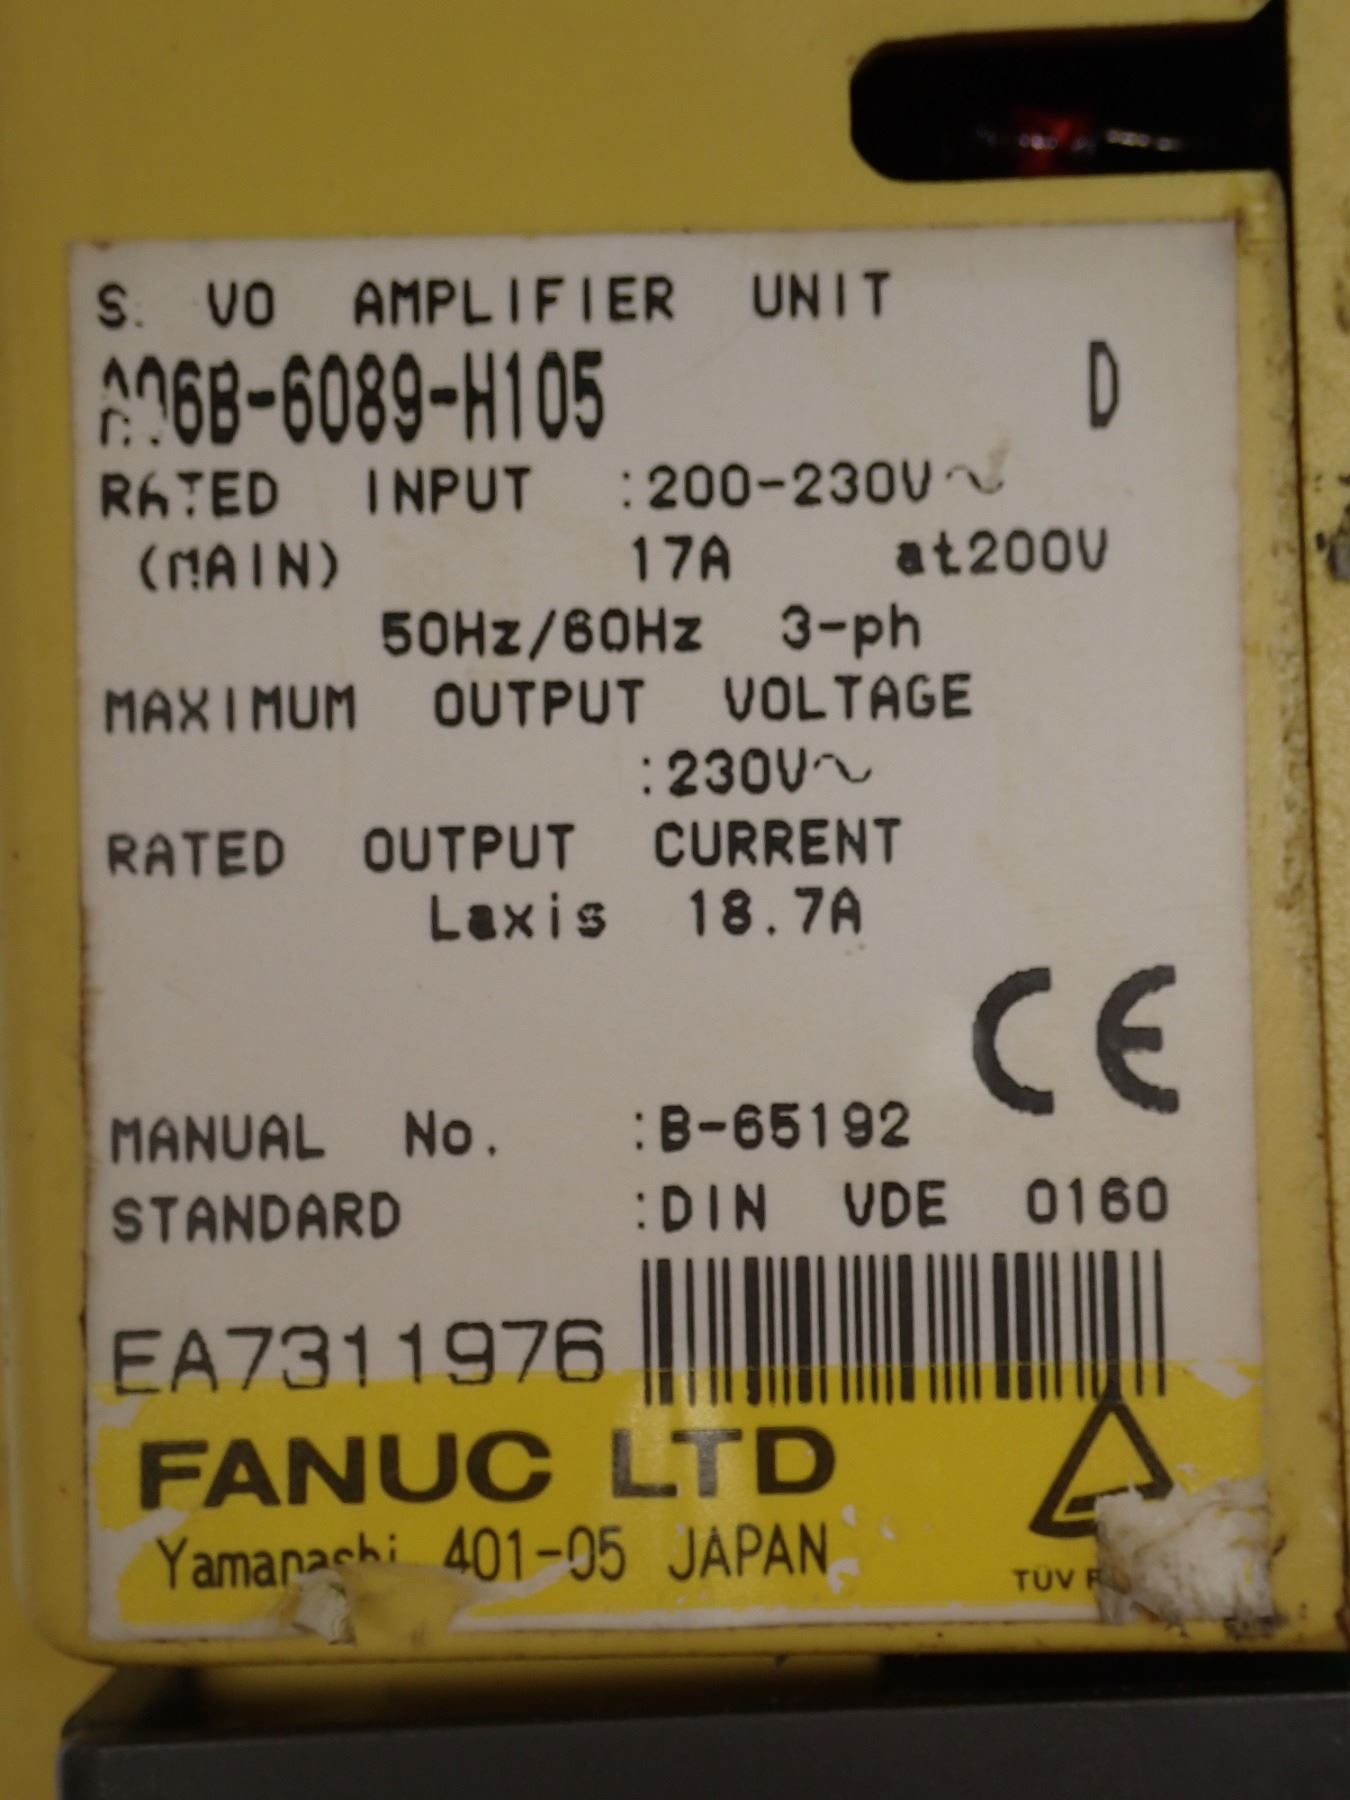 VO AMPLIFIER UNIT
A06B-6089-H105 D
RATED INPUT :200-230V~
(MAIN) 17A at200V
50Hz/60Hz 3-ph
MAXIMUM OUTPUT VOLTAGE
:230V~
RATED OUTPUT CURRENT
Laxis 18.7A
CE
MANUAL No. :B-65192
STANDARD :DIN VDE 0160
EA7311976
FANUC LTD
Yamanashi 401-05 JAPAN
TÜV